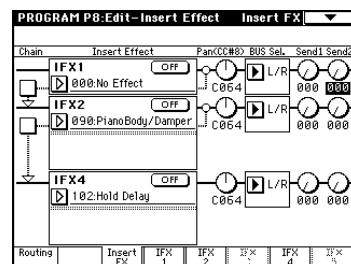 PROGRAM P8:Edit-Insert Effect Insert FX
Chain Insert Effect Pan(CC#8) BUS Sel. Send1 Send2
IFX1 OFF
000:No Effect C064 L/R 000 000
IFX2 OFF
090:PianoBody/Damper C064 L/R 000 000
IFX4 OFF
102:Hold Delay C064 L/R 000 000
Routing Insert FX IFX 1 IFX 2 IFX IFX 4 IFX 5